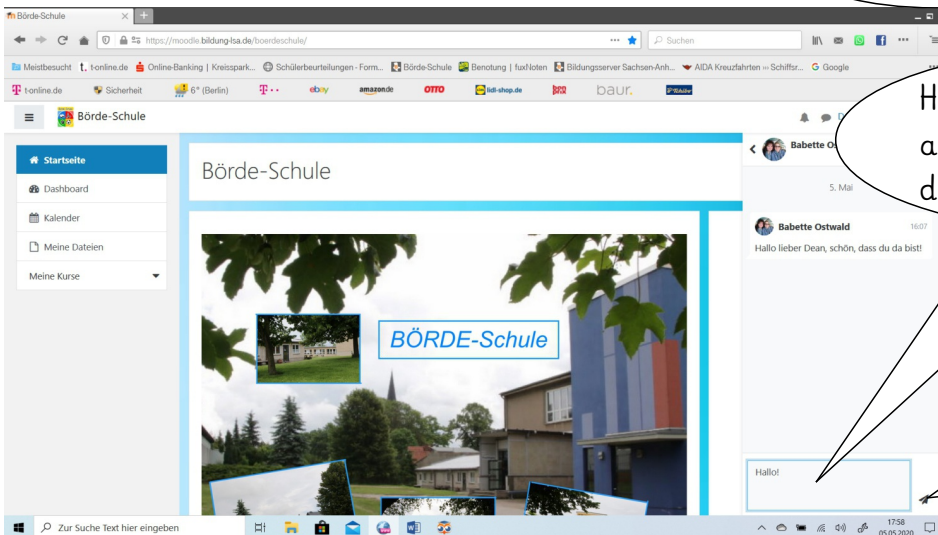 Börde-Schule
https://moodle.bildung-lsa.de/boerdeschule/
Suchen
Meistbesucht
t-online.de
Online-Banking | Kreisspark...
Schülerbeurteilungen - Form...
Börde-Schule
Benotung | fuxNoten
Bildungsserver Sachsen-Anh...
AIDA Kreuzfahrten ‹› Schiffsr...
Google
t-online.de
Sicherheit
6° (Berlin)
ebay
amazon.de
OTTO
lidl-shop.de
baur.
Börde-Schule
D
H
a
d
Startseite
Dashboard
Kalender
Meine Dateien
Meine Kurse
Börde-Schule
BÖRDE-Schule
Babette Os
5. Mai
Babette Ostwald
16:07
Hallo lieber Dean, schön, dass du da bist!
Hallo!
Zur Suche Text hier eingeben
17:58
05.05.2020